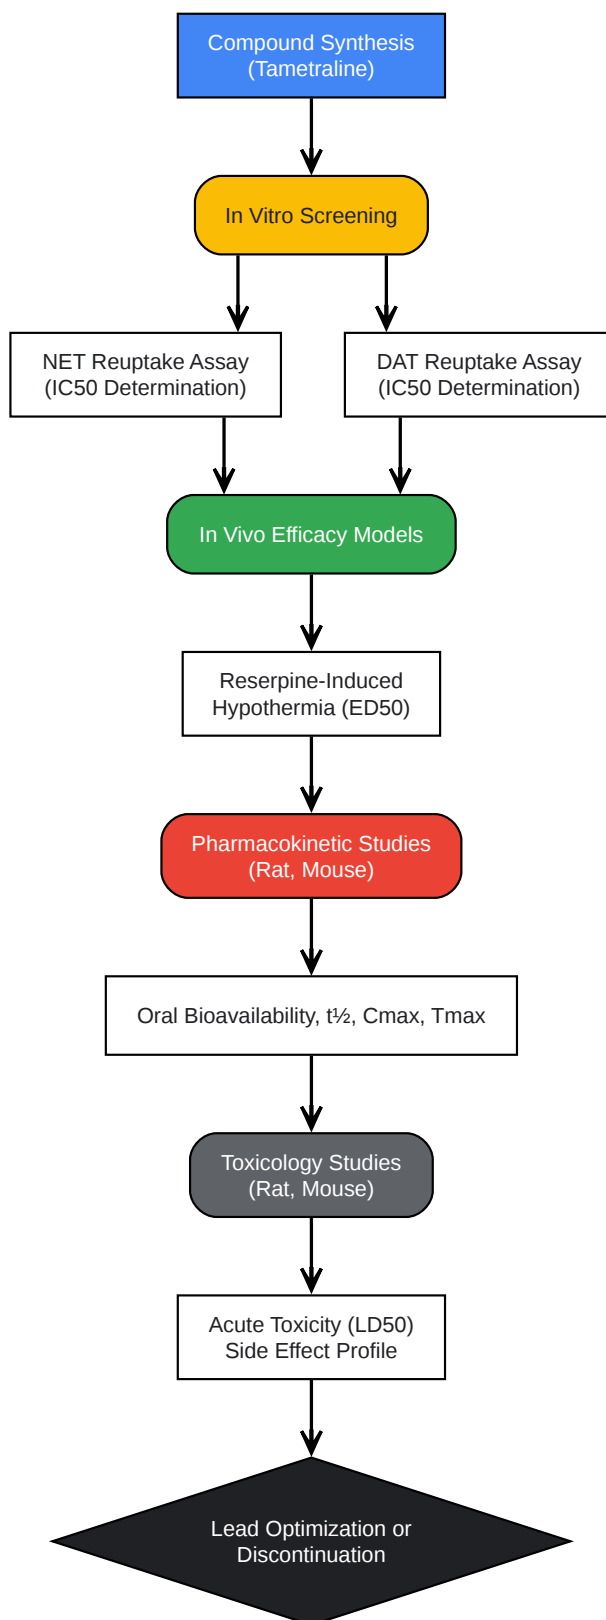 Compound Synthesis
(Tametraline)
In Vitro Screening
NET Reuptake Assay
(IC50 Determination)
DAT Reuptake Assay
(IC50 Determination)
In Vivo Efficacy Models
Reserpine-Induced
Hypothermia (ED50)
Pharmacokinetic Studies
(Rat, Mouse)
Oral Bioavailability, t½, Cmax, Tmax
Toxicology Studies
(Rat, Mouse)
Acute Toxicity (LD50)
Side Effect Profile
Lead Optimization or
Discontinuation